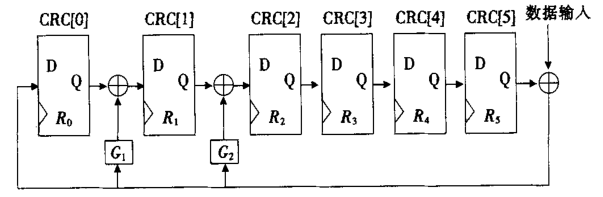 CRC[0] CRC[1] CRC[2] CRC[3] CRC[4] CRC[5] 数据输入
D D D D D D
Q Q Q Q Q Q
R₀ R₁ R₂ R₃ R₄ R₅
G₁ G₂